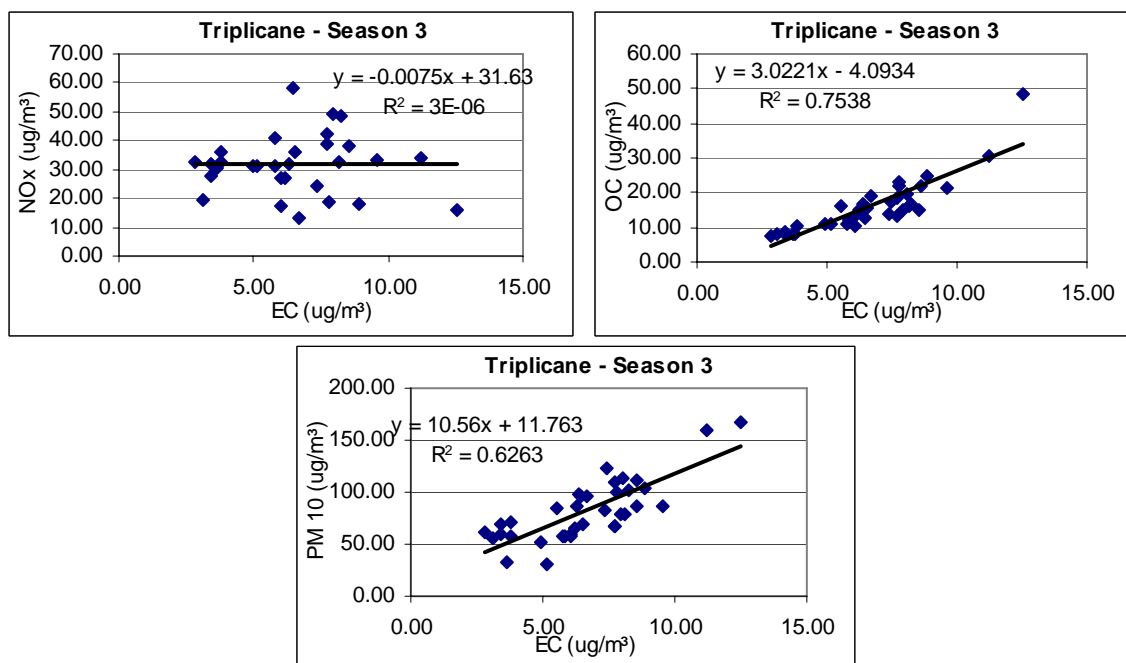 Triplicane - Season 3
70.00
60.00
50.00
40.00
30.00
20.00
10.00
0.00
NOx (ug/m³)
y = -0.0075x + 31.63
R² = 3E-06
0.00 5.00 10.00 15.00
EC (ug/m³)
Triplicane - Season 3
60.00
50.00
40.00
30.00
20.00
10.00
0.00
OC (ug/m³)
y = 3.0221x - 4.0934
R² = 0.7538
0.00 5.00 10.00 15.00
EC (ug/m³)
Triplicane - Season 3
200.00
150.00
100.00
50.00
0.00
PM 10 (ug/m³)
y = 10.56x + 11.763
R² = 0.6263
0.00 5.00 10.00 15.00
EC (ug/m³)